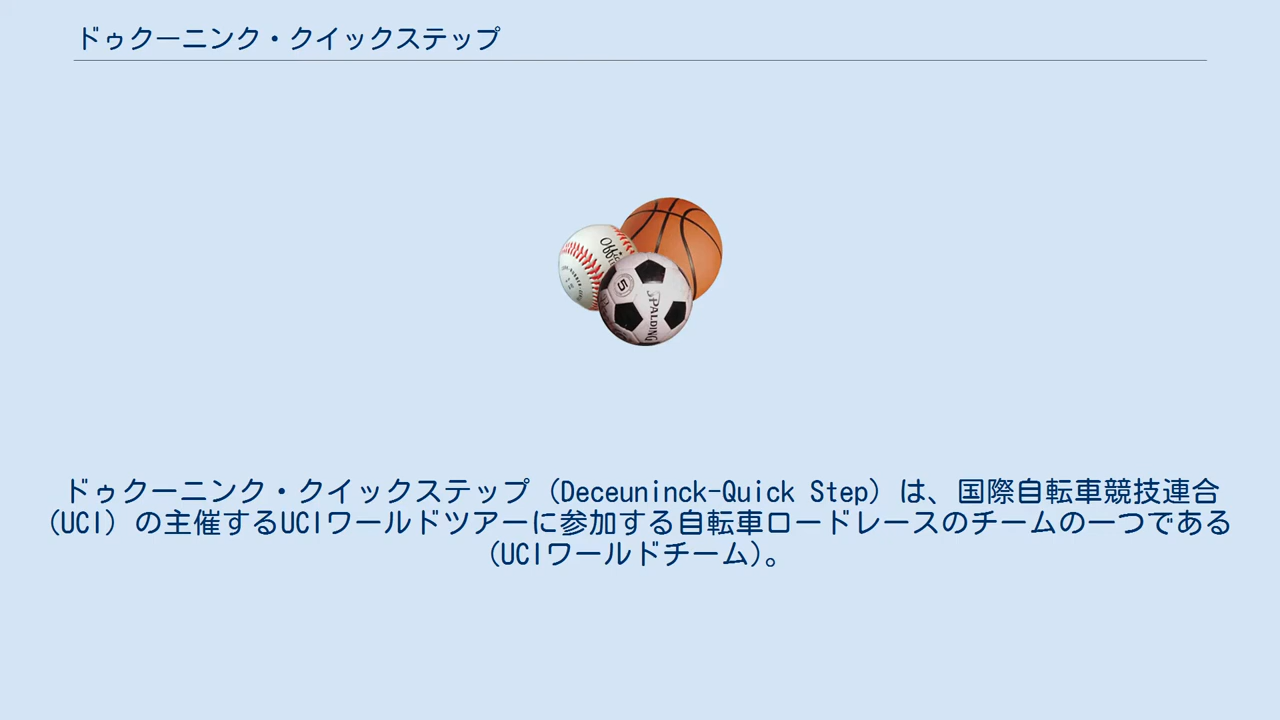 ドゥクーニンク・クイックステップ
Offic
5
SPALDING
ドゥクーニンク・クイックステップ（Deceuninck-Quick Step）は、国際自転車競技連合
（UCI）の主催するUCIワールドツアーに参加する自転車ロードレースのチームの一つである
（UCIワールドチーム）。